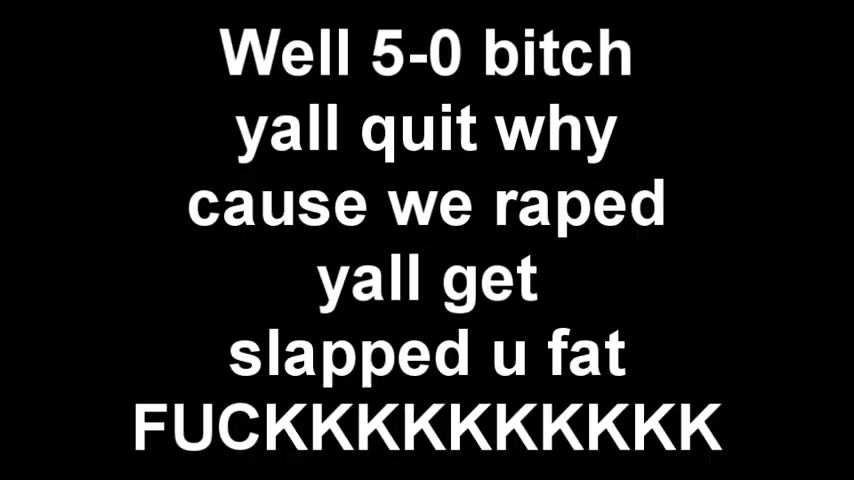 Well 5-0 bitch
yall quit why
cause we raped
yall get
slapped u fat
FUCKKKKKKKKKK